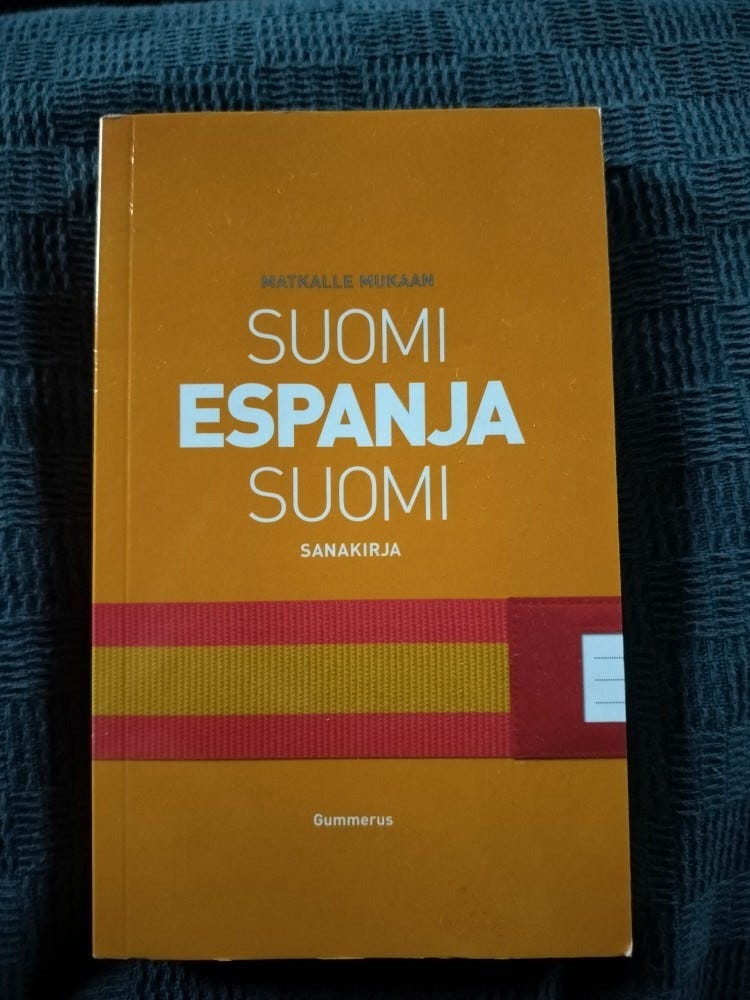 MATKALLE MUKAAN
SUOMI
ESPANJA
SUOMI
SANAKIRJA
Gummerus